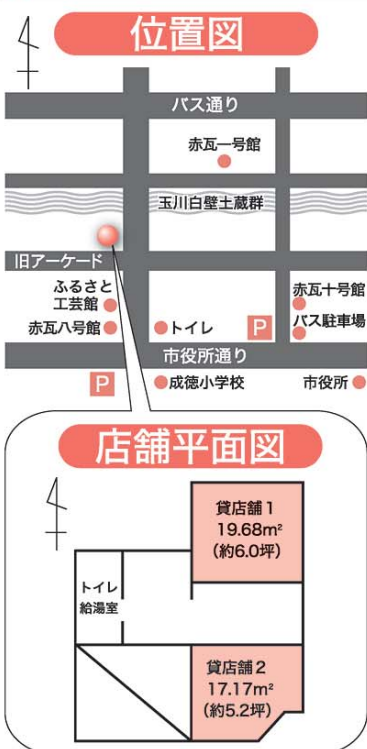 位置図
バス通り
赤瓦一号館
玉川白壁土蔵群
旧アーケード
ふるさと
工芸館
赤瓦八号館
トイレ
P
赤瓦十号館
バス駐車場
市役所通り
P
成徳小学校
市役所
店舗平面図
貸店舗1
19.68m²
(約6.0坪)
トイレ
給湯室
貸店舗2
17.17m²
(約5.2坪)